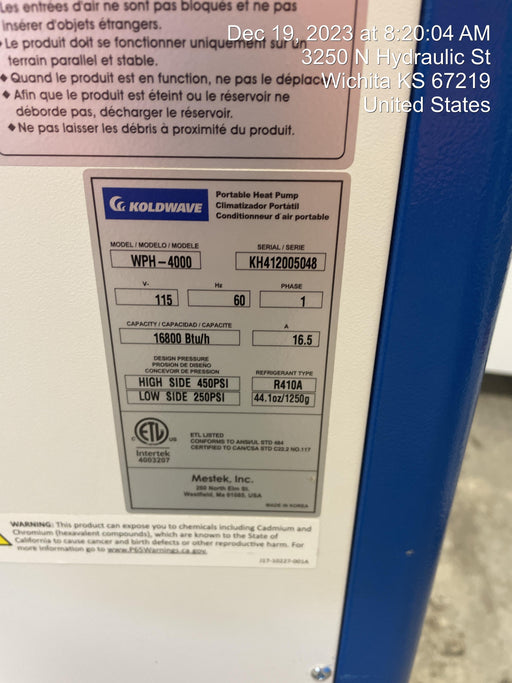 Dec 19, 2023 at 8:20:04 AM
3250 N Hydraulic St
Wichita KS 67219
United States
Les entrées d'air ne sont pas bloqués et ne pas
insérer d'objets étrangers.
• Le produit doit se fonctionner uniquement sur un
terrain parallel et stable.
◆ Quand le produit est en function, ne pas le déplac
◆ Afin que le produit est éteint ou le réservoir ne
déborde pas, décharger le réservoir.
◆ Ne pas laisser les débris à proximité du produit.
KOLDWAVE
Portable Heat Pump
Climatizador Portátil
Conditionneur d'air portable
MODEL / MODELO / MODELE
SERIAL / SERIE
WPH-4000
KH412005048
V~
Hz
PHASE
115
60
1
CAPACITY / CAPACIDAD / CAPACITE
A
16800 Btu/h
16.5
DESIGN PRESSURE
PROSION DE DISEÑO
CONCEVOIR DE PRESSION
REFRIGERANT TYPE
HIGH SIDE 450PSI
R410A
LOW SIDE 250PSI
44.1oz/1250g
C ETL US
LISTED
Intertek
4003207
ETL LISTED
CONFORMS TO ANSI/UL STD 484
CERTIFIED TO CAN/CSA STD C22.2 NO.117
Mestek, Inc.
260 North Elm St.
Westfield, Ma 01085, USA
MADE IN KOREA
WARNING: This product can expose you to chemicals including Cadmium and
Chromium (hexavalent compounds), which are known to the State of
California to cause cancer and birth defects or other reproductive harm. For
more information go to www.P65Warnings.ca.gov.
J17-10227-001A